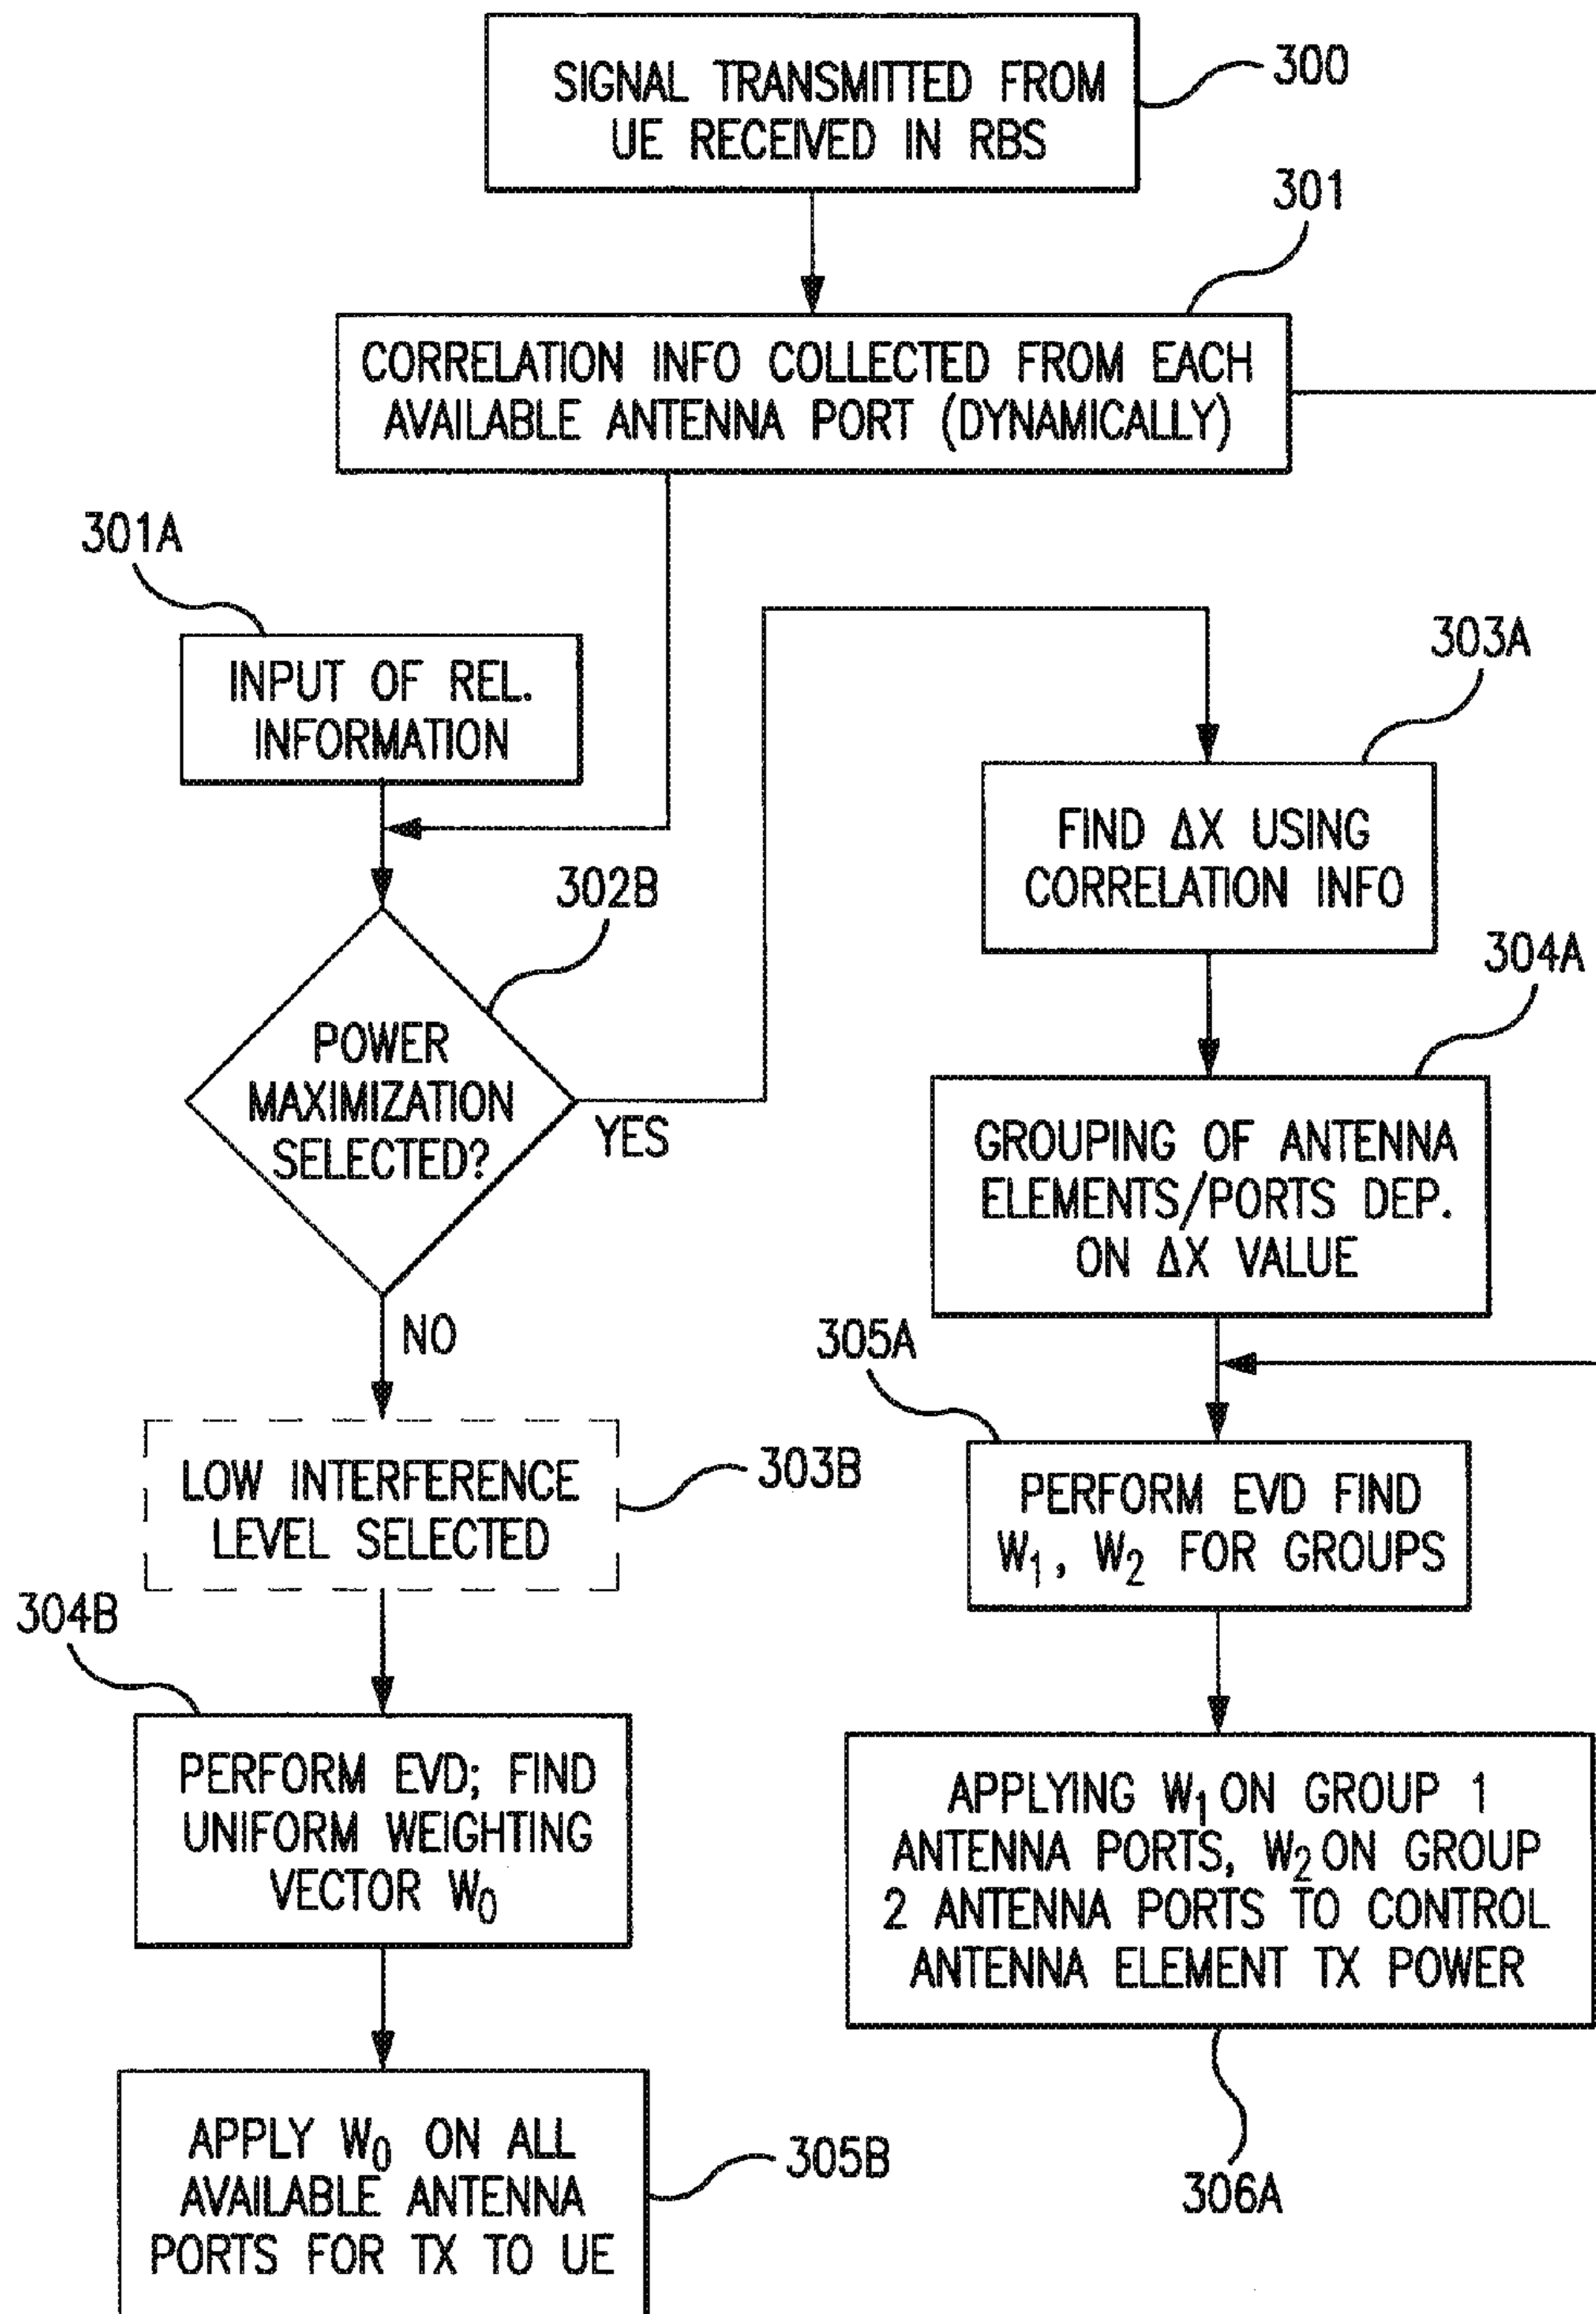 SIGNAL TRANSMITTED FROM
UE RECEIVED IN RBS
300
301
CORRELATION INFO COLLECTED FROM EACH
AVAILABLE ANTENNA PORT (DYNAMICALLY)
301A
INPUT OF REL.
INFORMATION
302B
POWER
MAXIMIZATION
SELECTED?
YES
NO
303A
FIND ΔX USING
CORRELATION INFO
304A
GROUPING OF ANTENNA
ELEMENTS/PORTS DEP.
ON ΔX VALUE
305A
PERFORM EVD FIND
W₁, W₂ FOR GROUPS
LOW INTERFERENCE
LEVEL SELECTED
303B
304B
PERFORM EVD; FIND
UNIFORM WEIGHTING
VECTOR W₀
APPLYING W₁ ON GROUP 1
ANTENNA PORTS, W₂ ON GROUP
2 ANTENNA PORTS TO CONTROL
ANTENNA ELEMENT TX POWER
306A
APPLY W₀ ON ALL
AVAILABLE ANTENNA
PORTS FOR TX TO UE
305B